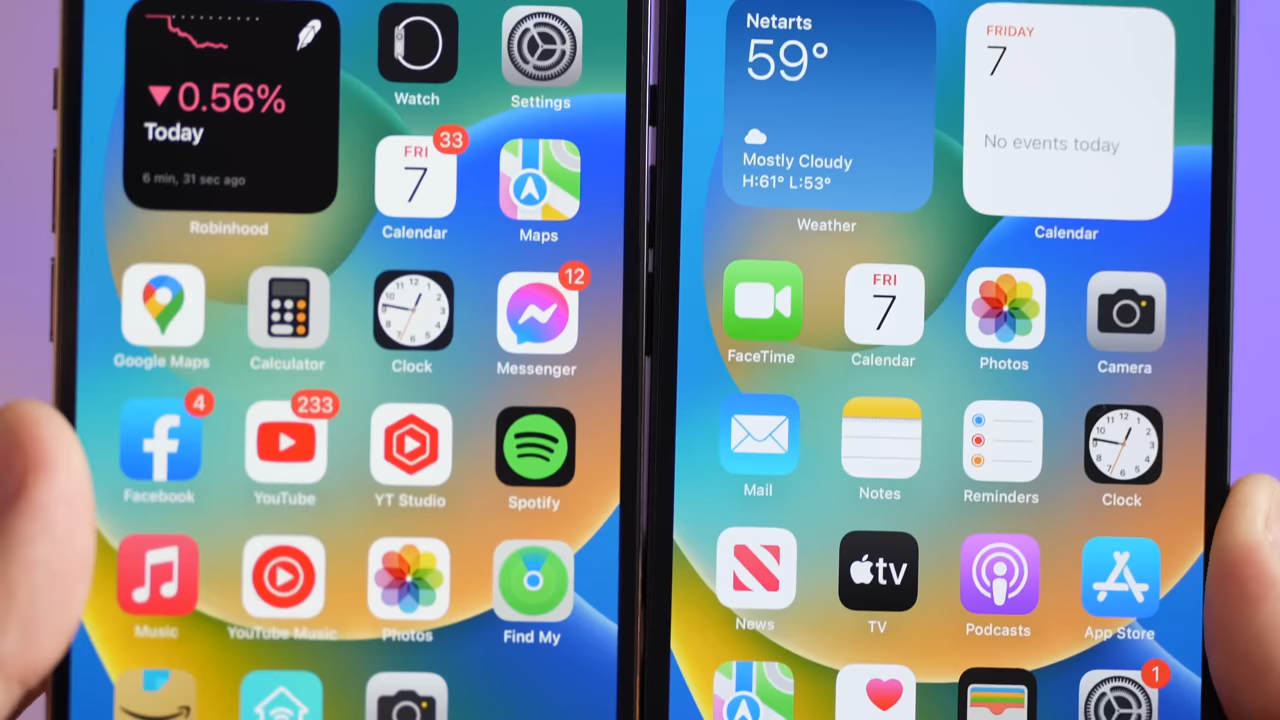 0.56%
Today
6 min, 31 sec ago
Robinhood
Watch
Settings
33
FRI
7
Calendar
Maps
Google Maps
Calculator
Clock
12
Messenger
4
Facebook
233
YouTube
YT Studio
Spotify
Music
YouTube Music
Photos
Find My
Netarts
59°
Mostly Cloudy
H:61° L:53°
Weather
FRIDAY
7
No events today
Calendar
FaceTime
FRI
7
Calendar
Photos
Camera
Mail
Notes
Reminders
Clock
News
tv
TV
Podcasts
App Store
1